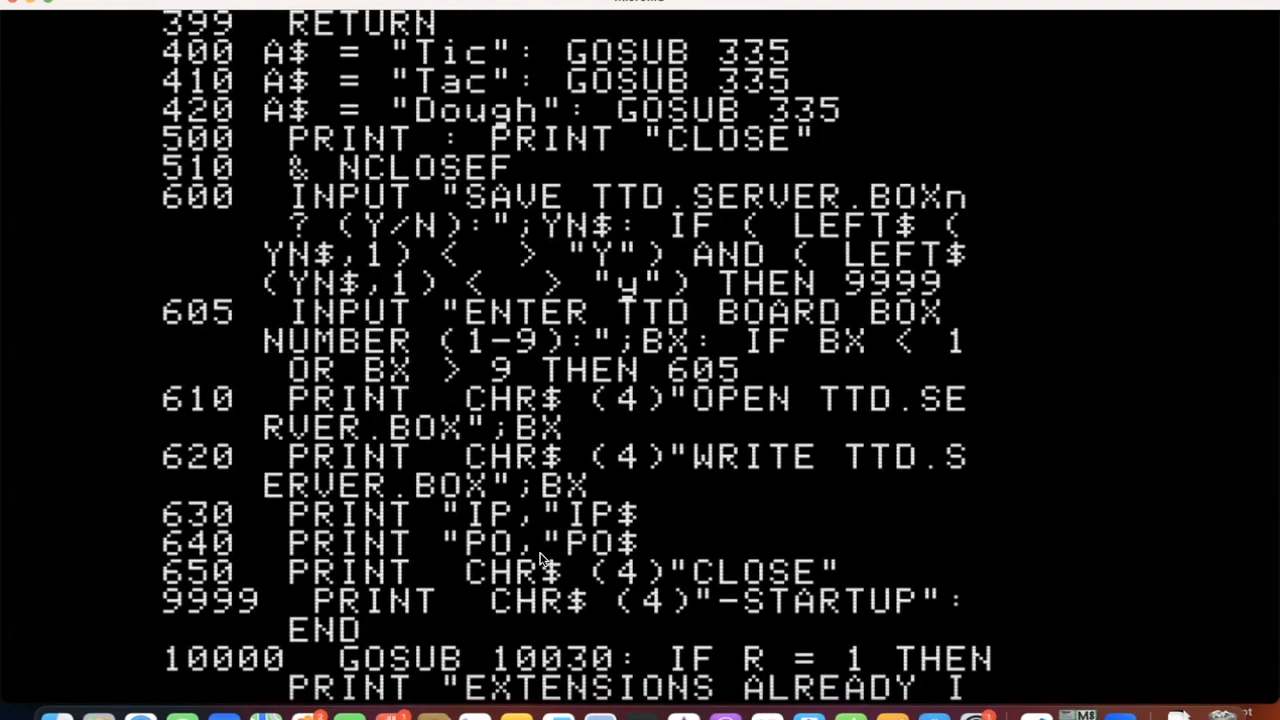 399  RETURN
400 A$ = "Tic": GOSUB 335
410 A$ = "Tac": GOSUB 335
420 A$ = "Dough": GOSUB 335
500  PRINT : PRINT "CLOSE"
510  & NCLOSEF
600  INPUT "SAVE TTD.SERVER.BOXn
? (Y/N):";YN$: IF ( LEFT$ (
YN$,1) <  > "Y") AND ( LEFT$
(YN$,1) <  > "y") THEN 9999
605  INPUT "ENTER TTD BOARD BOX
NUMBER (1-9):";BX: IF BX < 1
OR BX > 9 THEN 605
610  PRINT  CHR$ (4)"OPEN TTD.SE
RVER.BOX";BX
620  PRINT  CHR$ (4)"WRITE TTD.S
ERVER.BOX";BX
630  PRINT "IP,"IP$
640  PRINT "PO,"PO$
650  PRINT  CHR$ (4)"CLOSE"
9999  PRINT  CHR$ (4)"-STARTUP":
END
10000  GOSUB 10030: IF R = 1 THEN
PRINT "EXTENSIONS ALREADY I